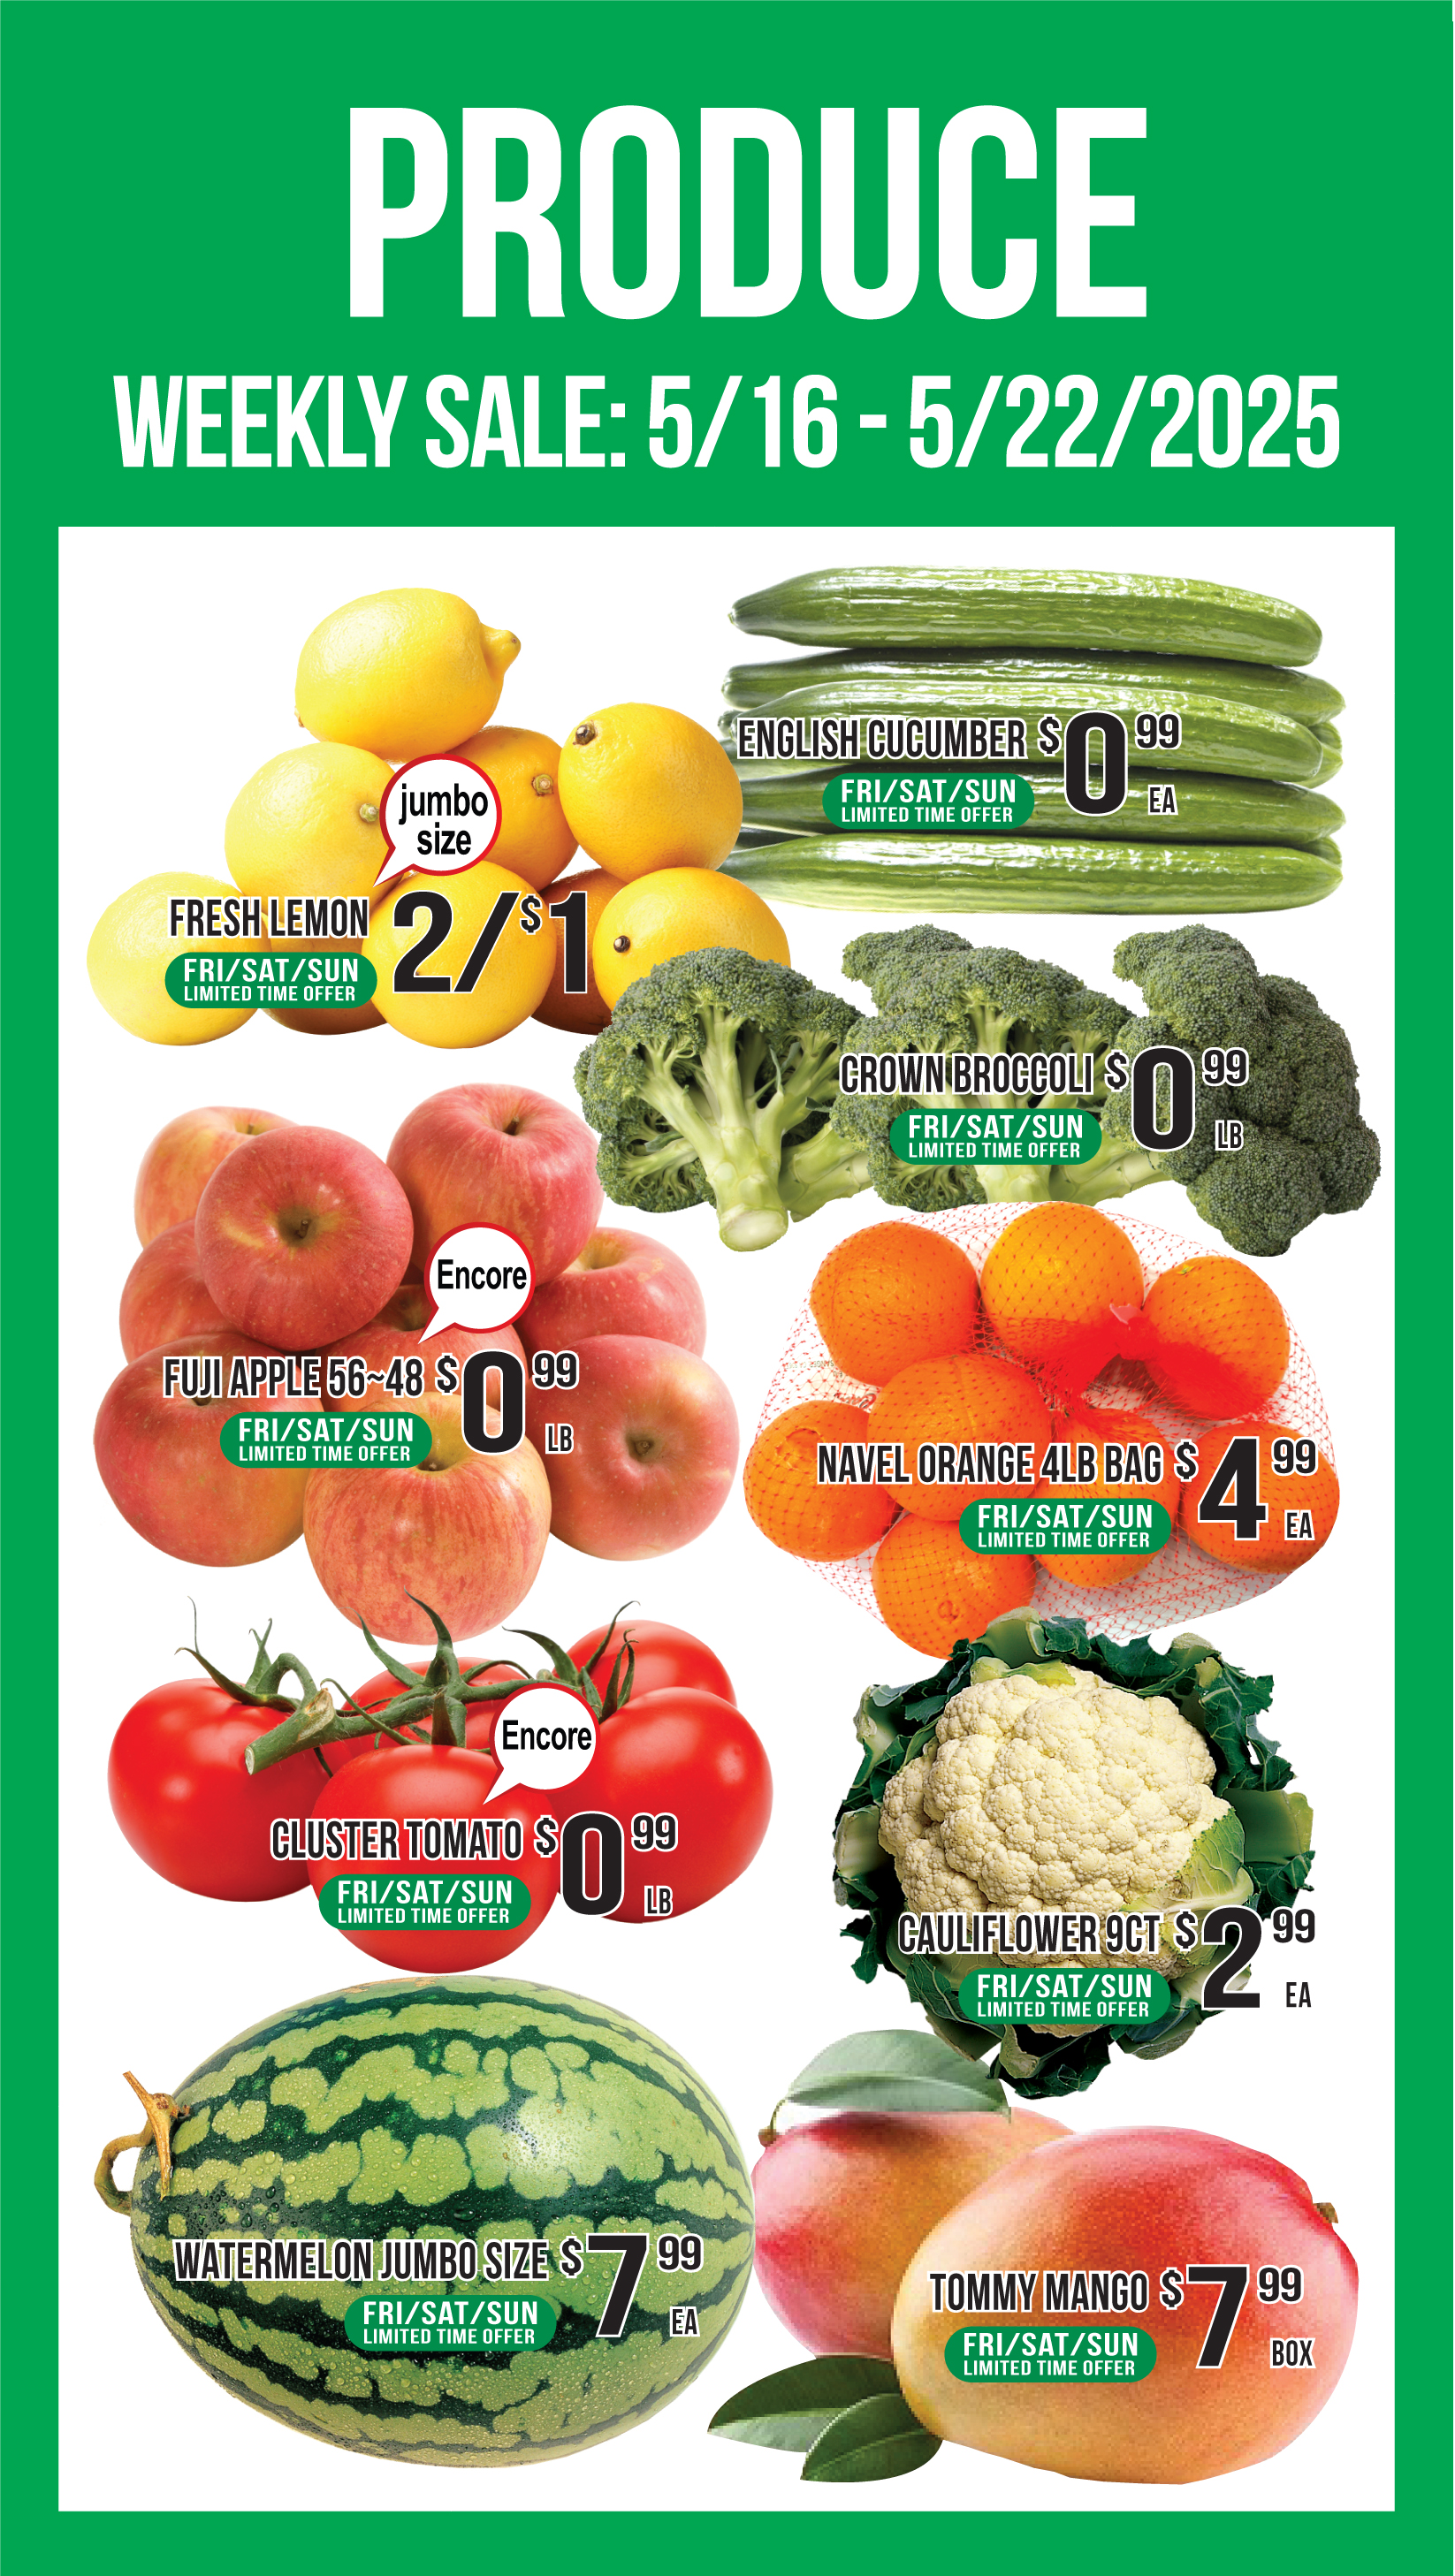 PRODUCE
WEEKLY SALE: 5/16 - 5/22/2025
jumbo
size
FRESH LEMON 2/$1
FRI/SAT/SUN
LIMITED TIME OFFER
ENGLISH CUCUMBER $0 99
EA
FRI/SAT/SUN
LIMITED TIME OFFER
CROWN BROCCOLI $0 99
LB
FRI/SAT/SUN
LIMITED TIME OFFER
Encore
FUJI APPLE 56~48 $0 99
LB
FRI/SAT/SUN
LIMITED TIME OFFER
NAVEL ORANGE 4LB BAG $4 99
EA
FRI/SAT/SUN
LIMITED TIME OFFER
Encore
CLUSTER TOMATO $0 99
LB
FRI/SAT/SUN
LIMITED TIME OFFER
CAULIFLOWER 9CT $2 99
EA
FRI/SAT/SUN
LIMITED TIME OFFER
WATERMELON JUMBO SIZE $7 99
EA
FRI/SAT/SUN
LIMITED TIME OFFER
TOMMY MANGO $7 99
BOX
FRI/SAT/SUN
LIMITED TIME OFFER